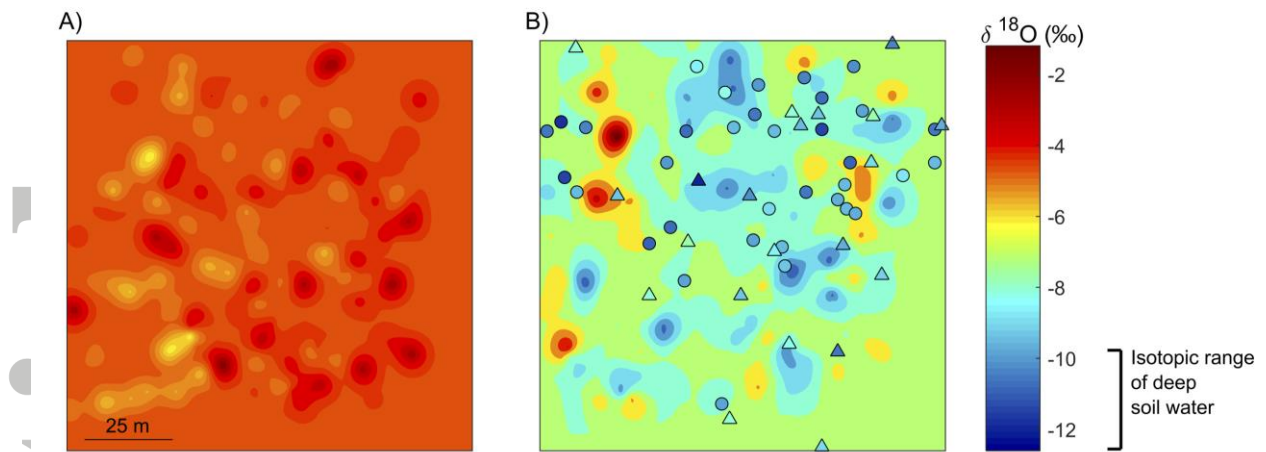 A)
B)
δ ¹⁸O (‰)
-2
-4
-6
-8
-10
-12
Isotopic range
of deep
soil water
25 m